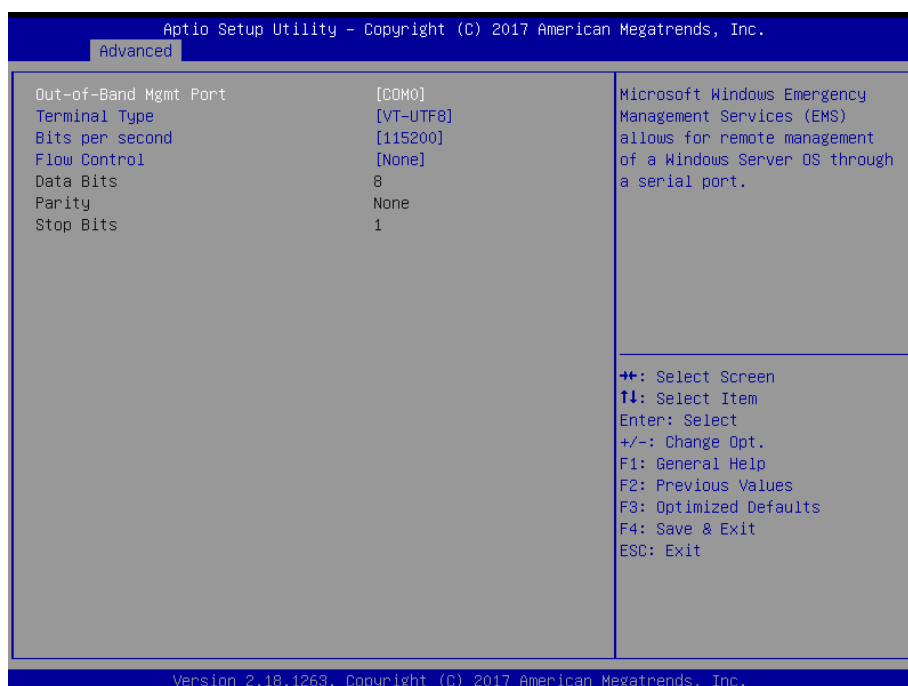 Aptio Setup Utility – Copyright (C) 2017 American Megatrends, Inc.
Advanced
Out-of-Band Mgmt Port [COM0]
Terminal Type [VT-UTF8]
Bits per second [115200]
Flow Control [None]
Data Bits 8
Parity None
Stop Bits 1
Microsoft Windows Emergency
Management Services (EMS)
allows for remote management
of a Windows Server OS through
a serial port.
→←: Select Screen
↑↓: Select Item
Enter: Select
+/-: Change Opt.
F1: General Help
F2: Previous Values
F3: Optimized Defaults
F4: Save & Exit
ESC: Exit
Version 2.18.1263. Copyright (C) 2017 American Megatrends, Inc.